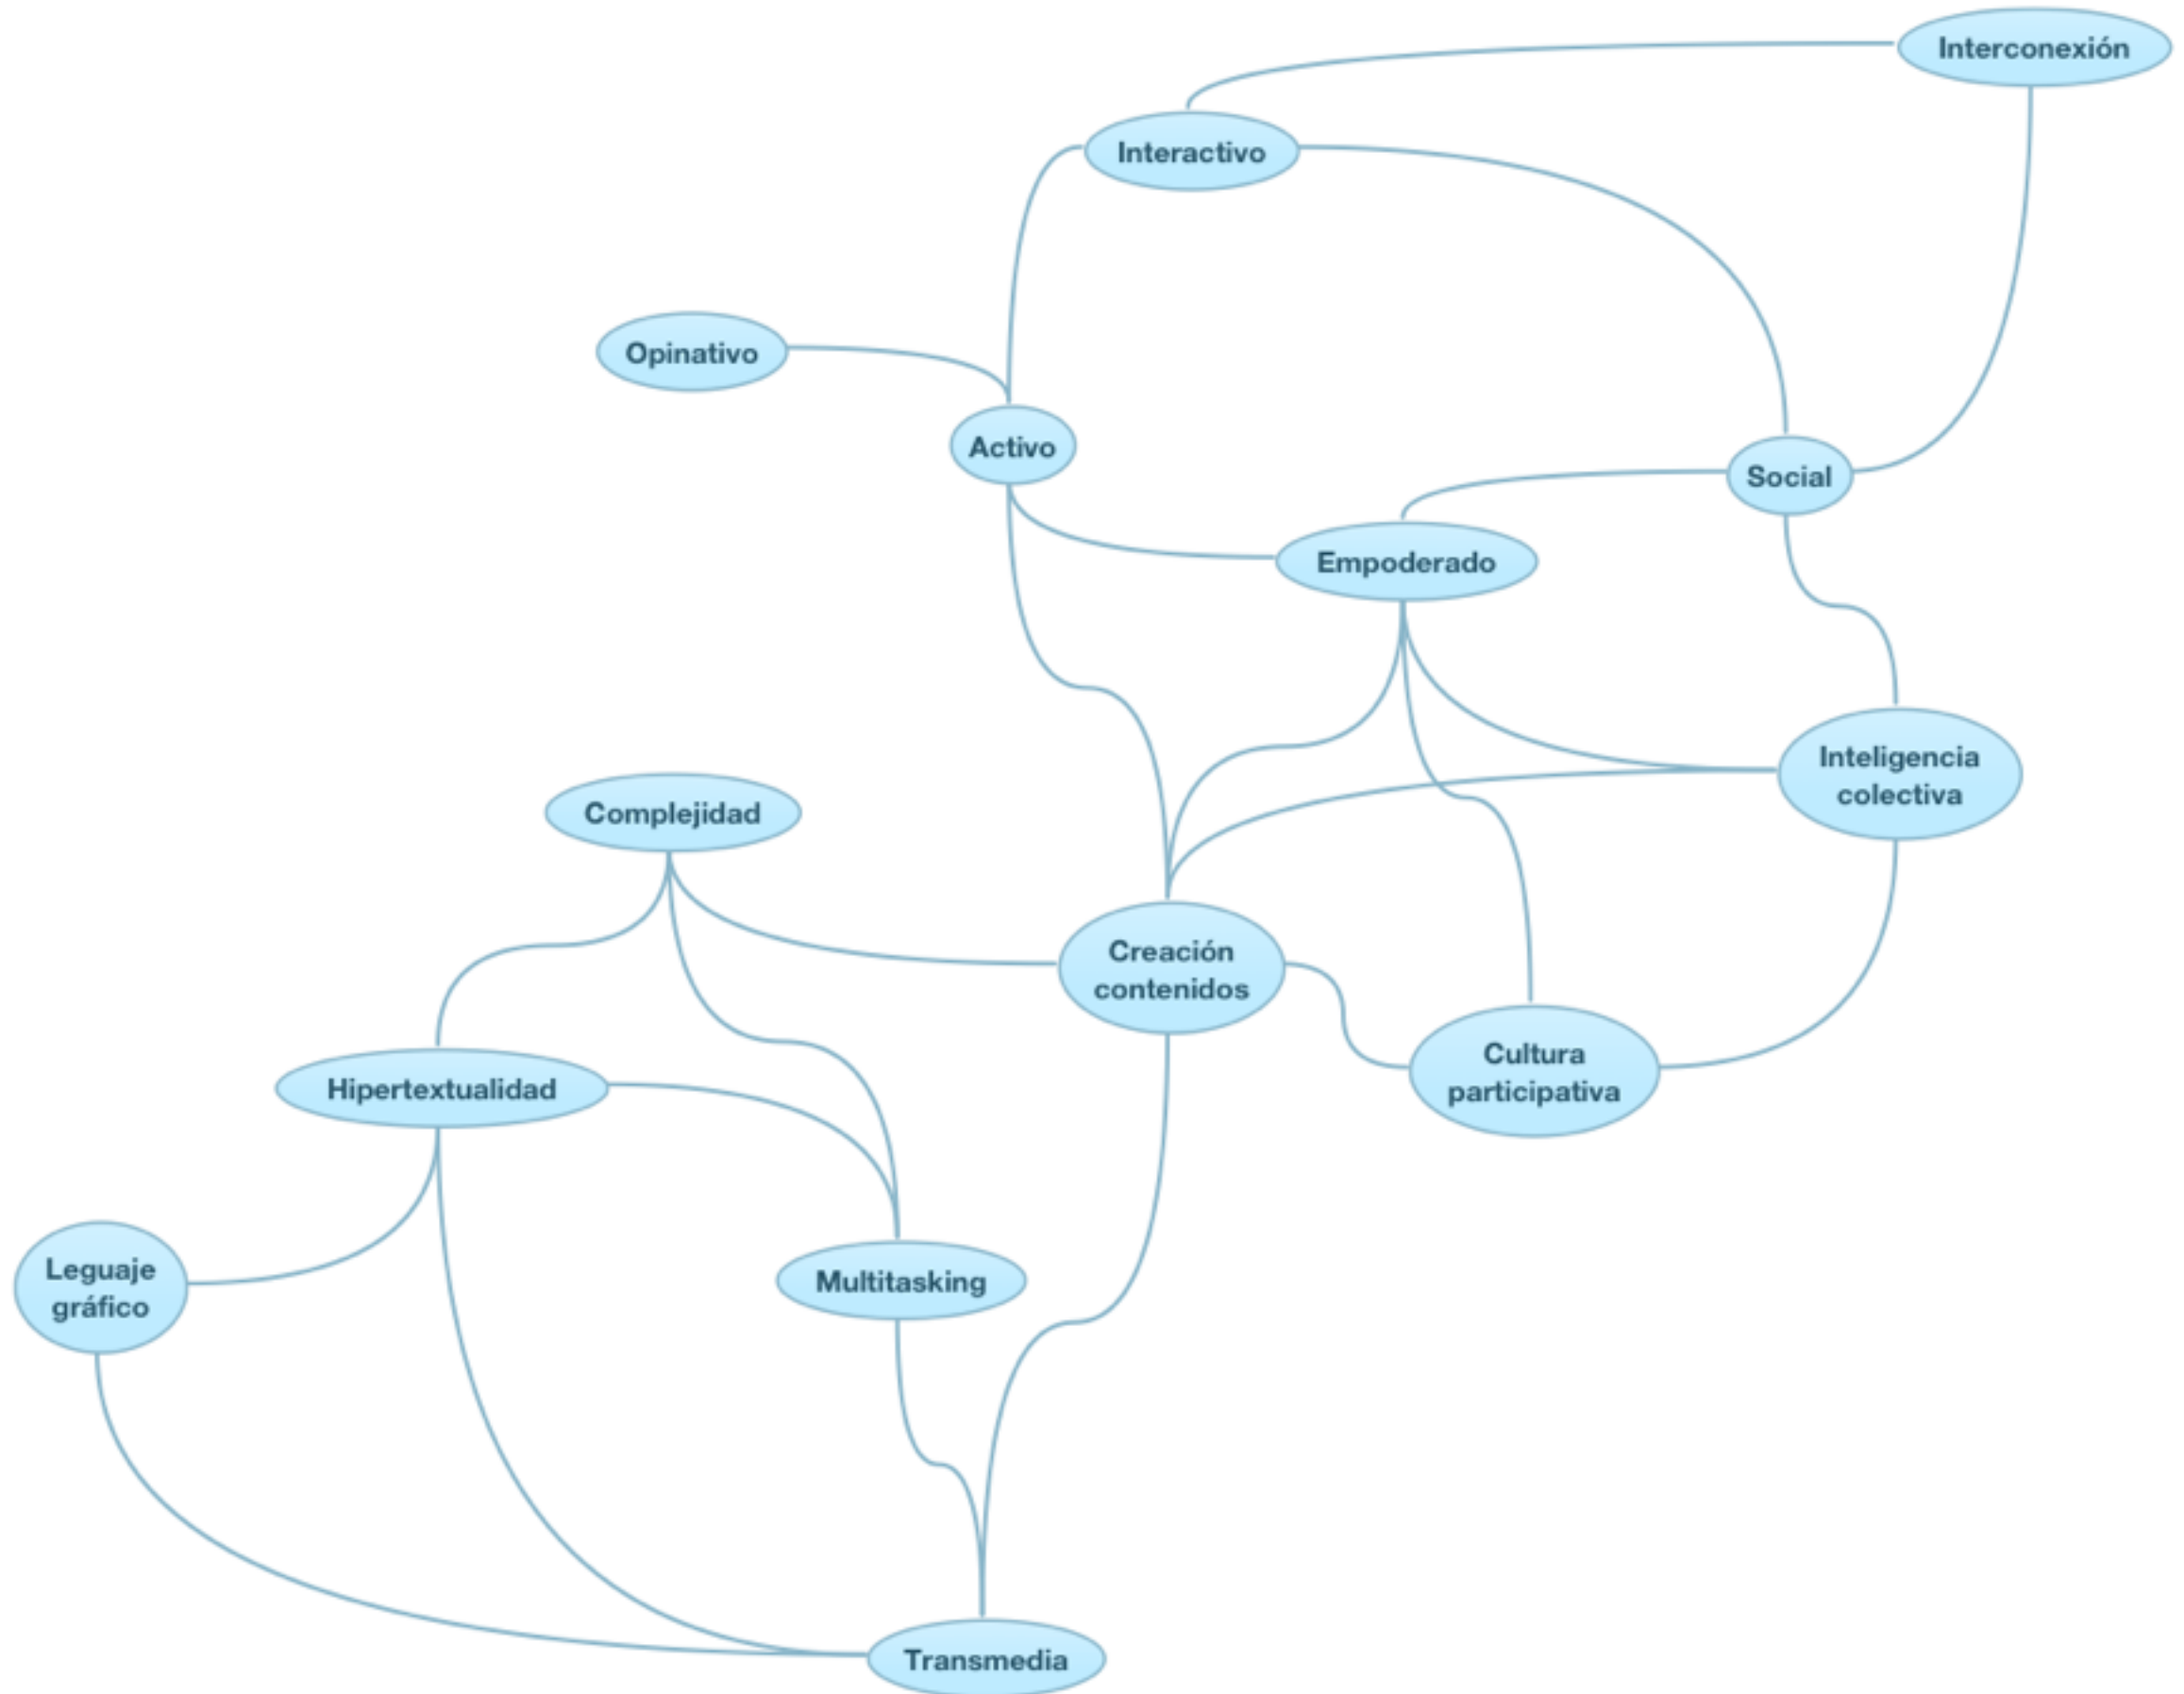 Interconexión
Interactivo
Opinativo
Activo
Social
Empoderado
Inteligencia
colectiva
Complejidad
Creación
contenidos
Cultura
participativa
Hipertextualidad
Leguaje
gráfico
Multitasking
Transmedia